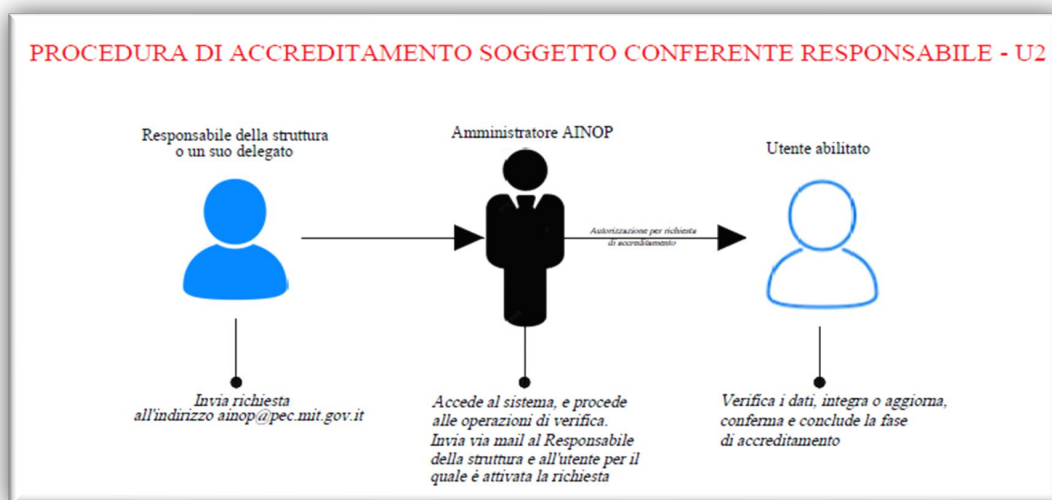 PROCEDURA DI ACCREDITAMENTO SOGGETTO CONFERENTE RESPONSABILE - U2
Responsabile della struttura
o un suo delegato
Amministratore AINOP
Utente abilitato
Autorizzazione per richiesta
di accreditamento
Invia richiesta
all'indirizzo ainop@pec.mit.gov.it
Accede al sistema, e procede
alle operazioni di verifica.
Invia via mail al Responsabile
della struttura e all'utente per il
quale è attivata la richiesta
Verifica i dati, integra o aggiorna,
conferma e conclude la fase
di accreditamento